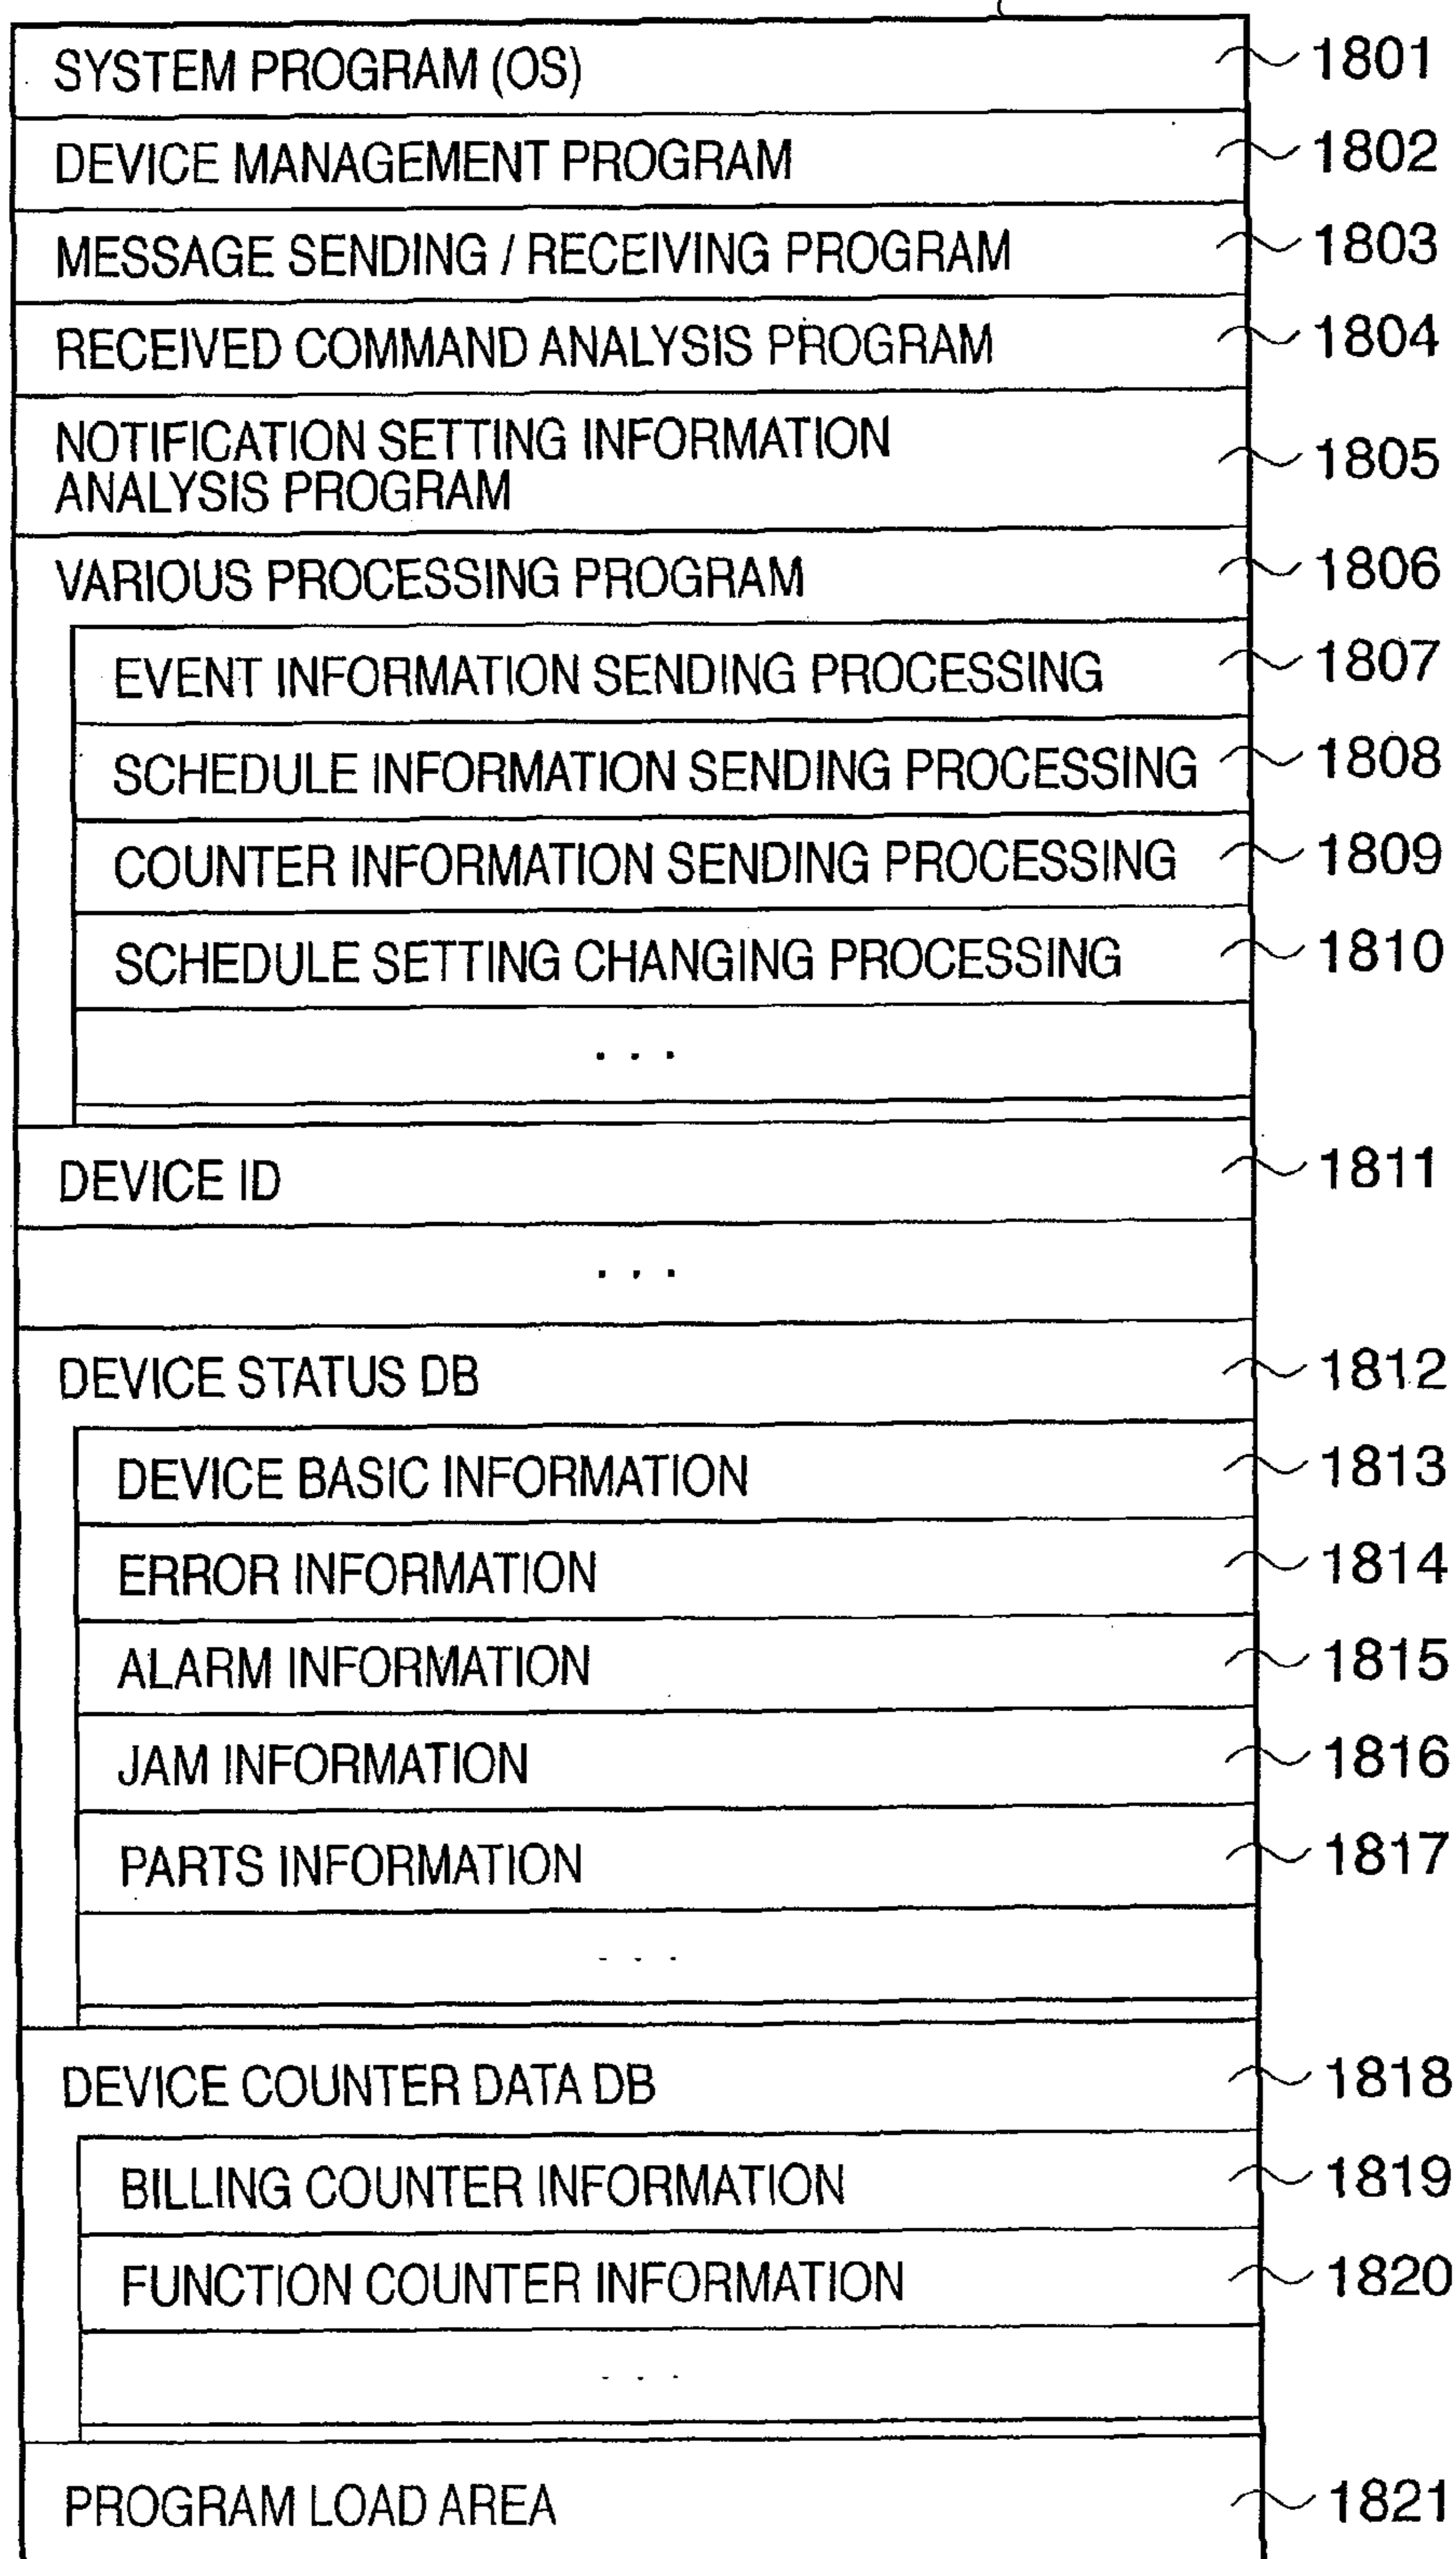 SYSTEM PROGRAM (OS) 1801
DEVICE MANAGEMENT PROGRAM 1802
MESSAGE SENDING / RECEIVING PROGRAM 1803
RECEIVED COMMAND ANALYSIS PROGRAM 1804
NOTIFICATION SETTING INFORMATION
ANALYSIS PROGRAM 1805
VARIOUS PROCESSING PROGRAM 1806
EVENT INFORMATION SENDING PROCESSING 1807
SCHEDULE INFORMATION SENDING PROCESSING 1808
COUNTER INFORMATION SENDING PROCESSING 1809
SCHEDULE SETTING CHANGING PROCESSING 1810
...
DEVICE ID 1811
...
DEVICE STATUS DB 1812
DEVICE BASIC INFORMATION 1813
ERROR INFORMATION 1814
ALARM INFORMATION 1815
JAM INFORMATION 1816
PARTS INFORMATION 1817
...
DEVICE COUNTER DATA DB 1818
BILLING COUNTER INFORMATION 1819
FUNCTION COUNTER INFORMATION 1820
...
PROGRAM LOAD AREA 1821